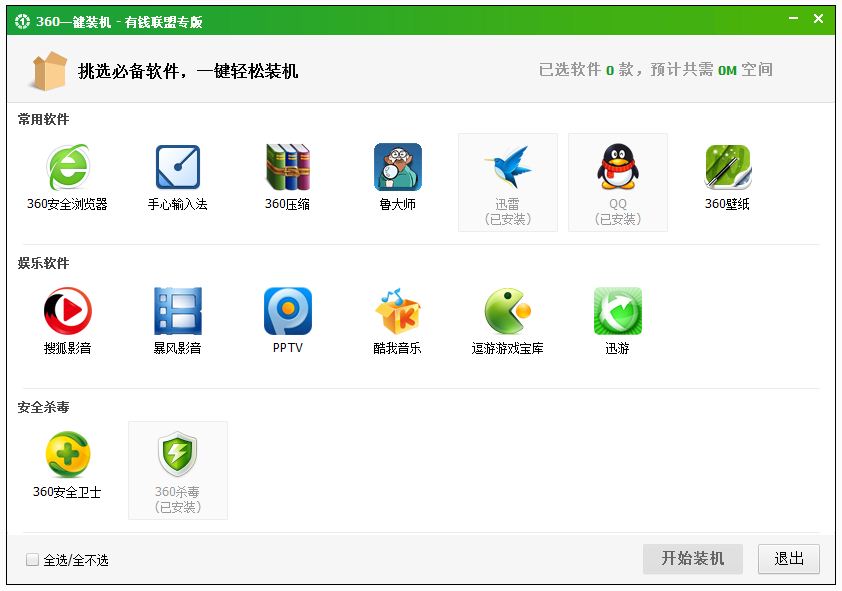 360一键装机 - 有钱联盟专版
挑选必备软件，一键轻松装机
已选软件 0 款，预计共需 0M 空间
常用软件
360安全浏览器
手心输入法
360压缩
鲁大师
迅雷
（已安装）
QQ
（已安装）
360壁纸
娱乐软件
搜狐影音
暴风影音
PPTV
酷我音乐
逗游游戏宝库
迅游
安全杀毒
360安全卫士
360杀毒
（已安装）
全选/全不选
开始装机
退出